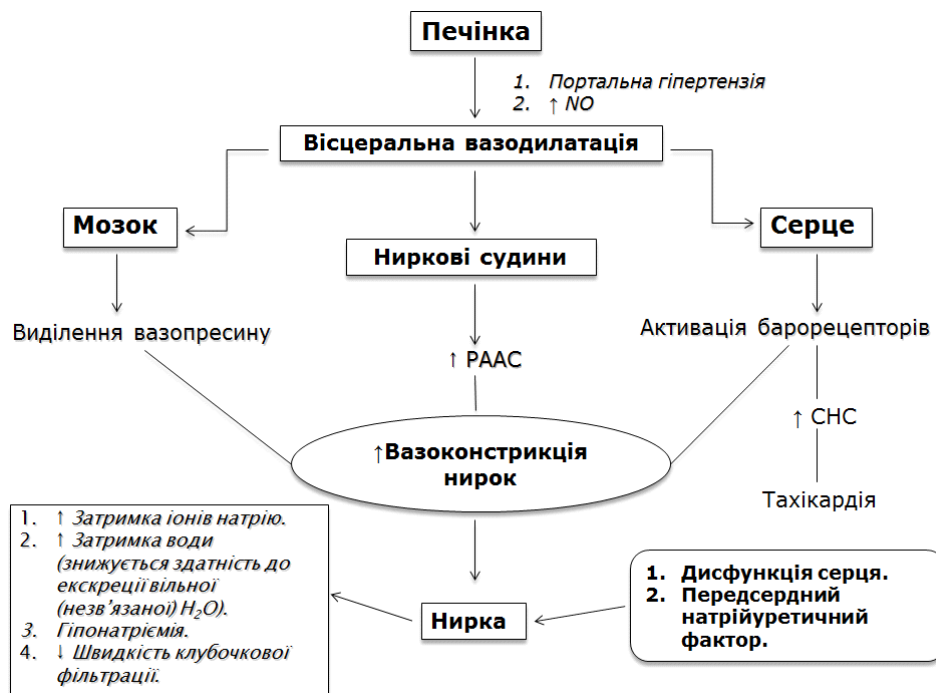 Печінка
1. Портальна гіпертензія
2. ↑ NO
Вісцеральна вазодилатація
Мозок
Серце
Ниркові судини
Виділення вазопресину
Активація барорецепторів
↑ РААС
↑ СНС
↑Вазоконстрикція
нирок
Тахікардія
1. ↑ Затримка іонів натрію.
2. ↑ Затримка води
(знижується здатність до
екскреції вільної
(незв’язаної) H₂O).
3. Гіпонатріємія.
4. ↓ Швидкість клубочкової
фільтрації.
Нирка
1. Дисфункція серця.
2. Передсердний
натрійуретичний
фактор.